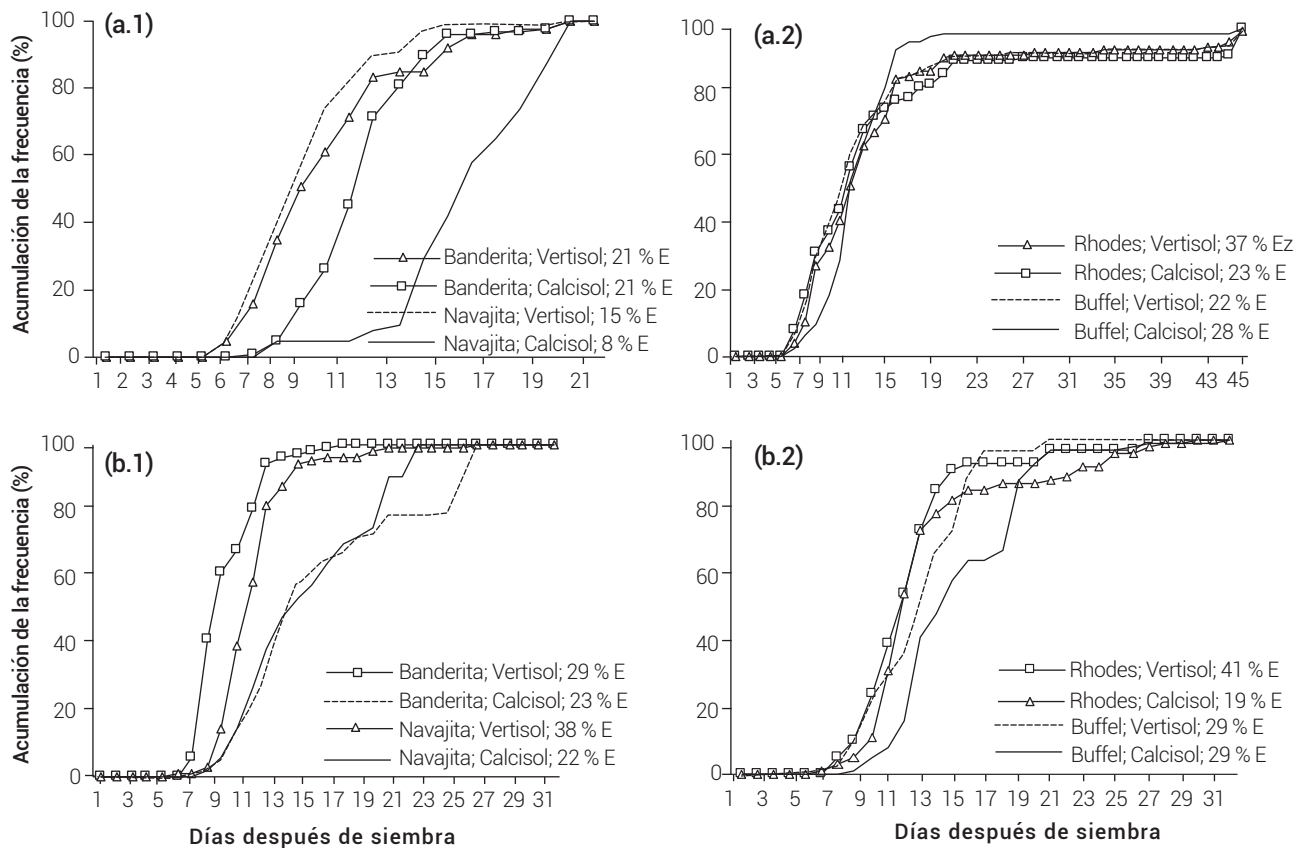 (a.1)
Acumulación de la frecuencia (%)
100
80
60
40
20
0
Banderita; Vertisol; 21 % E
Banderita; Calcisol; 21 % E
Navajita; Vertisol; 15 % E
Navajita; Calcisol; 8 % E
1 2 3 4 5 7 8 9 11 13 15 17 19 21
(a.2)
100
80
60
40
20
0
Rhodes; Vertisol; 37 % Ez
Rhodes; Calcisol; 23 % E
Buffel; Vertisol; 22 % E
Buffel; Calcisol; 28 % E
1 3 5 7 9 11 15 19 23 27 31 35 39 43 45
(b.1)
Acumulación de la frecuencia (%)
100
80
60
40
20
0
Banderita; Vertisol; 29 % E
Banderita; Calcisol; 23 % E
Navajita; Vertisol; 38 % E
Navajita; Calcisol; 22 % E
1 3 5 7 9 11 13 15 17 19 21 23 25 27 29 31
Días después de siembra
(b.2)
100
80
60
40
20
0
Rhodes; Vertisol; 41 % E
Rhodes; Calcisol; 19 % E
Buffel; Vertisol; 29 % E
Buffel; Calcisol; 29 % E
1 3 5 7 9 11 13 15 17 19 21 23 25 27 29 31
Días después de siembra